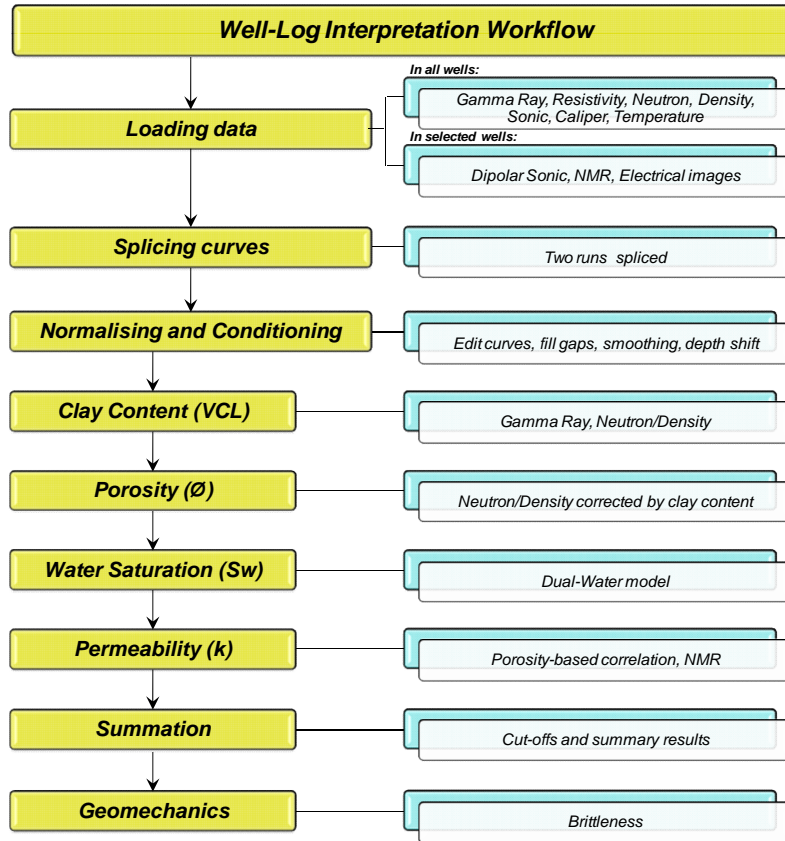 Well-Log Interpretation Workflow
In all wells:
Loading data
Gamma Ray, Resistivity, Neutron, Density,
Sonic, Caliper, Temperature
In selected wells:
Dipolar Sonic, NMR, Electrical images
Splicing curves
Two runs spliced
Normalising and Conditioning
Edit curves, fill gaps, smoothing, depth shift
Clay Content (VCL)
Gamma Ray, Neutron/Density
Porosity (Ø)
Neutron/Density corrected by clay content
Water Saturation (Sw)
Dual-Water model
Permeability (k)
Porosity-based correlation, NMR
Summation
Cut-offs and summary results
Geomechanics
Brittleness